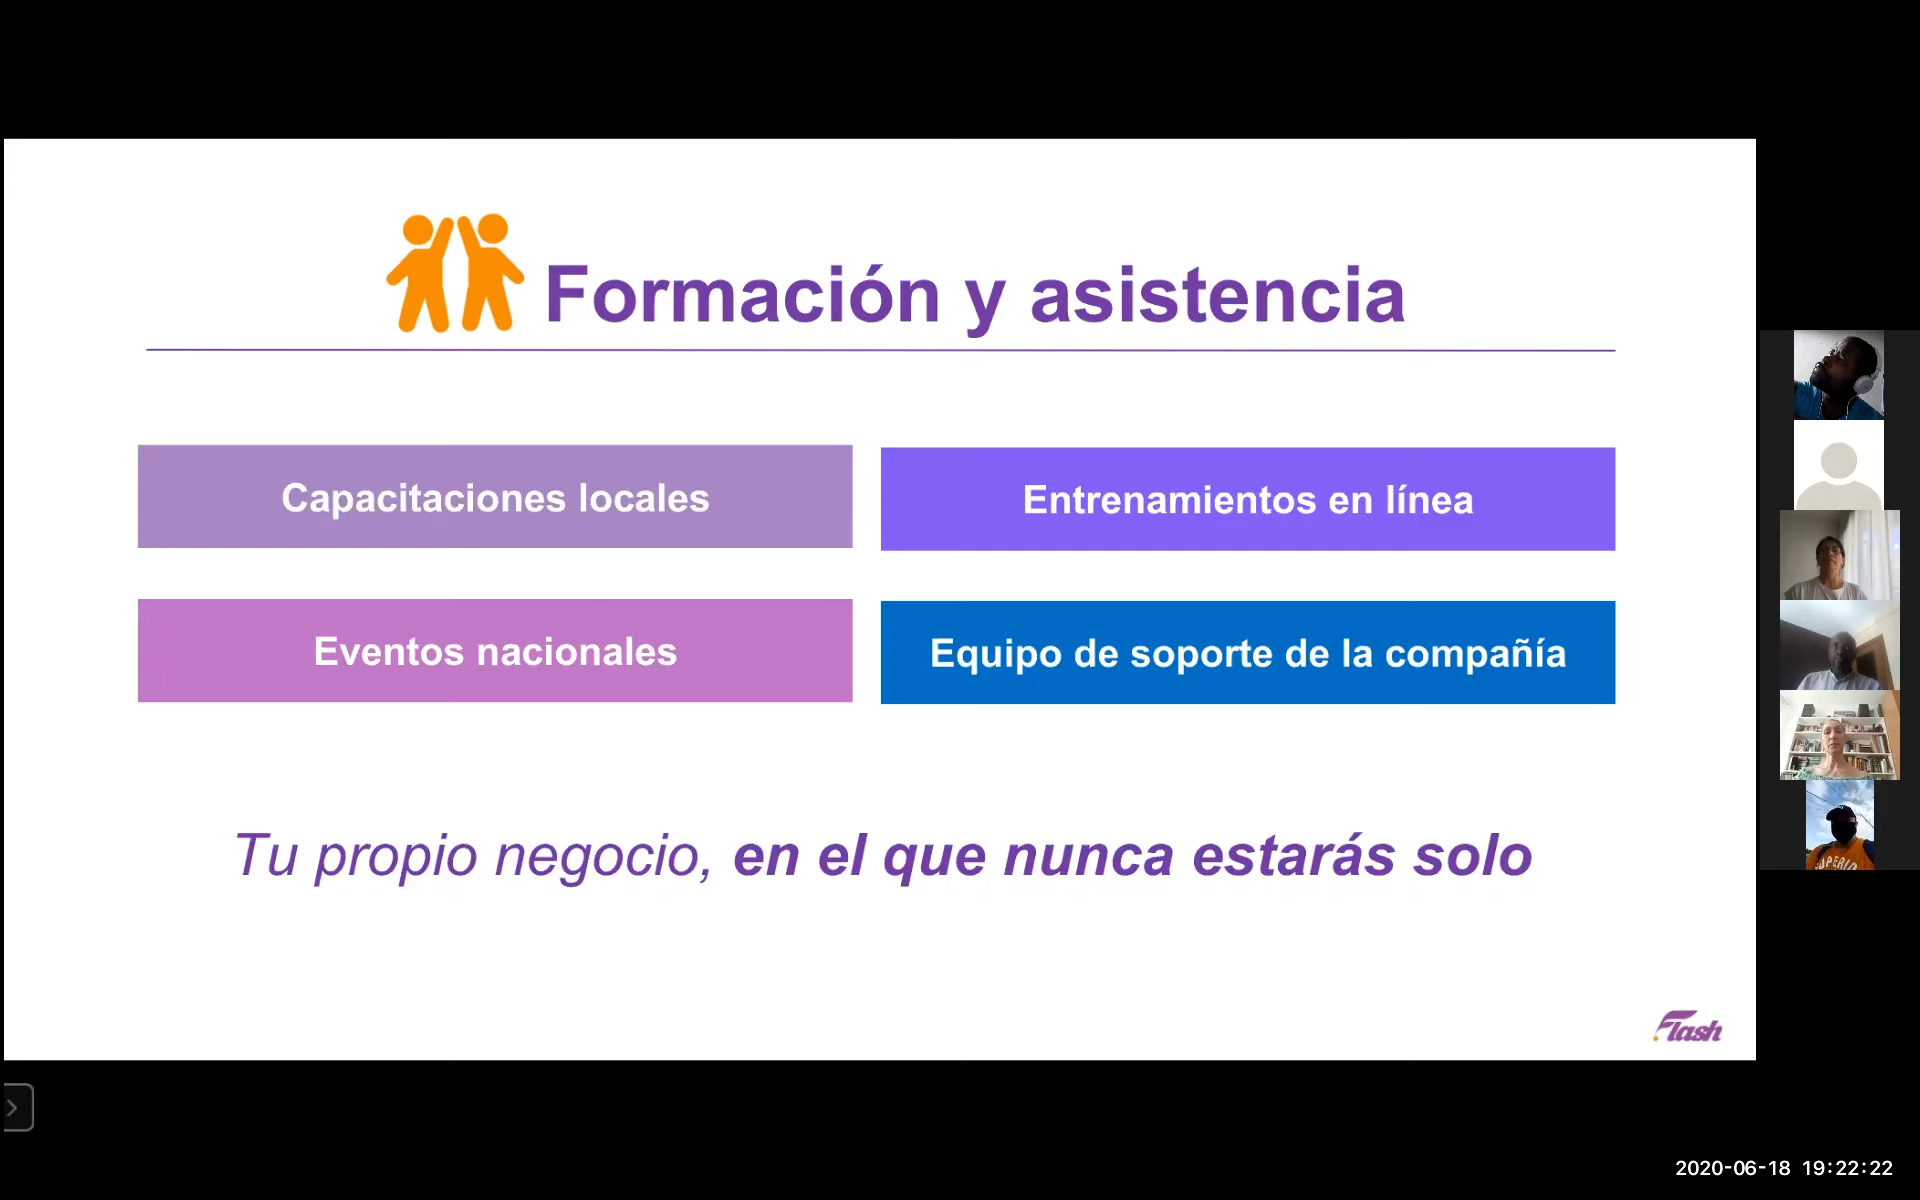 Formación y asistencia
Capacitaciones locales
Entrenamientos en línea
Eventos nacionales
Equipo de soporte de la compañía
Tu propio negocio, en el que nunca estarás solo
Flash
2020-06-18 19:22:22